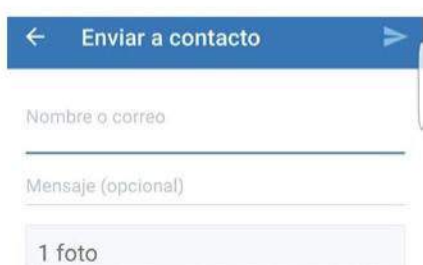 Enviar a contacto
Nombre o correo
Mensaje (opcional)
1 foto